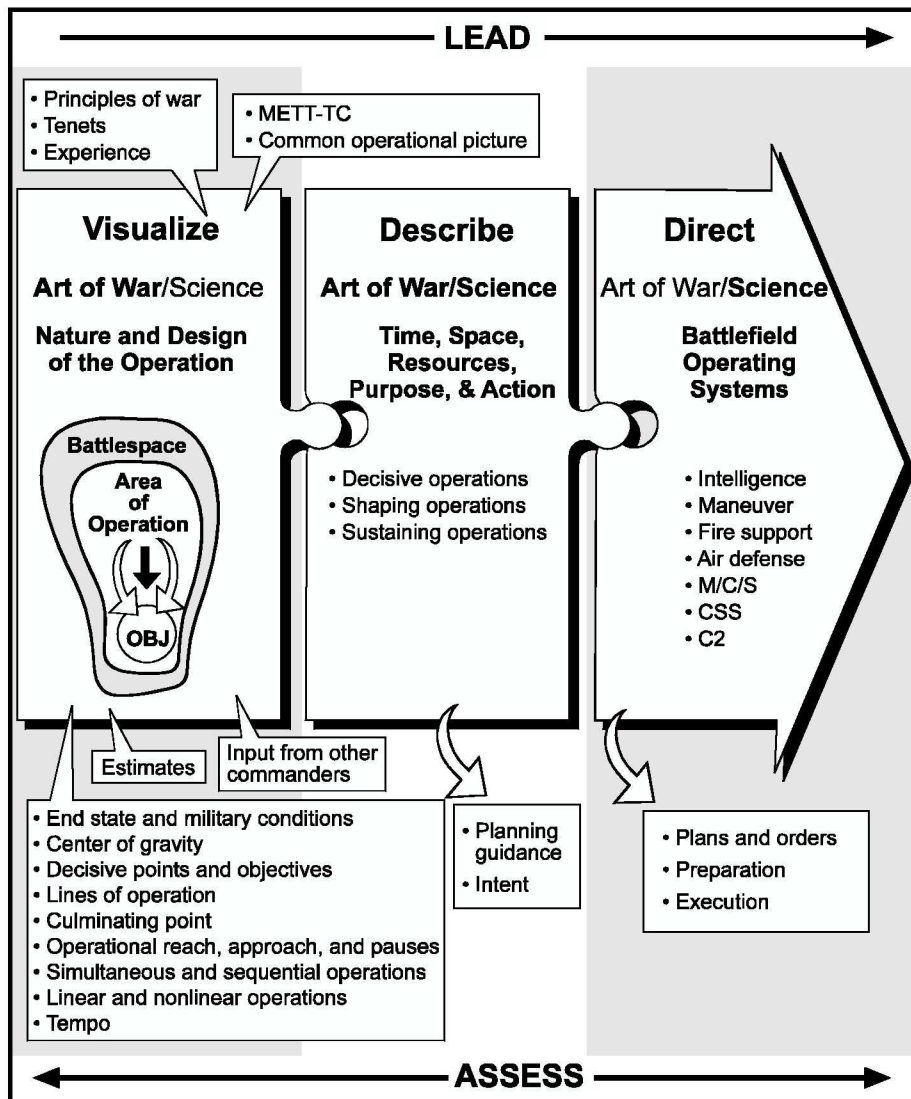 LEAD
• Principles of war
• Tenets
• Experience
• METT-TC
• Common operational picture
Visualize
Art of War/Science
Nature and Design
of the Operation
Battlespace
Area
of
Operation
OBJ
Describe
Art of War/Science
Time, Space,
Resources,
Purpose, & Action
• Decisive operations
• Shaping operations
• Sustaining operations
Direct
Art of War/Science
Battlefield
Operating
Systems
• Intelligence
• Maneuver
• Fire support
• Air defense
• M/C/S
• CSS
• C2
Estimates
Input from other
commanders
• End state and military conditions
• Center of gravity
• Decisive points and objectives
• Lines of operation
• Culminating point
• Operational reach, approach, and pauses
• Simultaneous and sequential operations
• Linear and nonlinear operations
• Tempo
• Planning
guidance
• Intent
• Plans and orders
• Preparation
• Execution
ASSESS